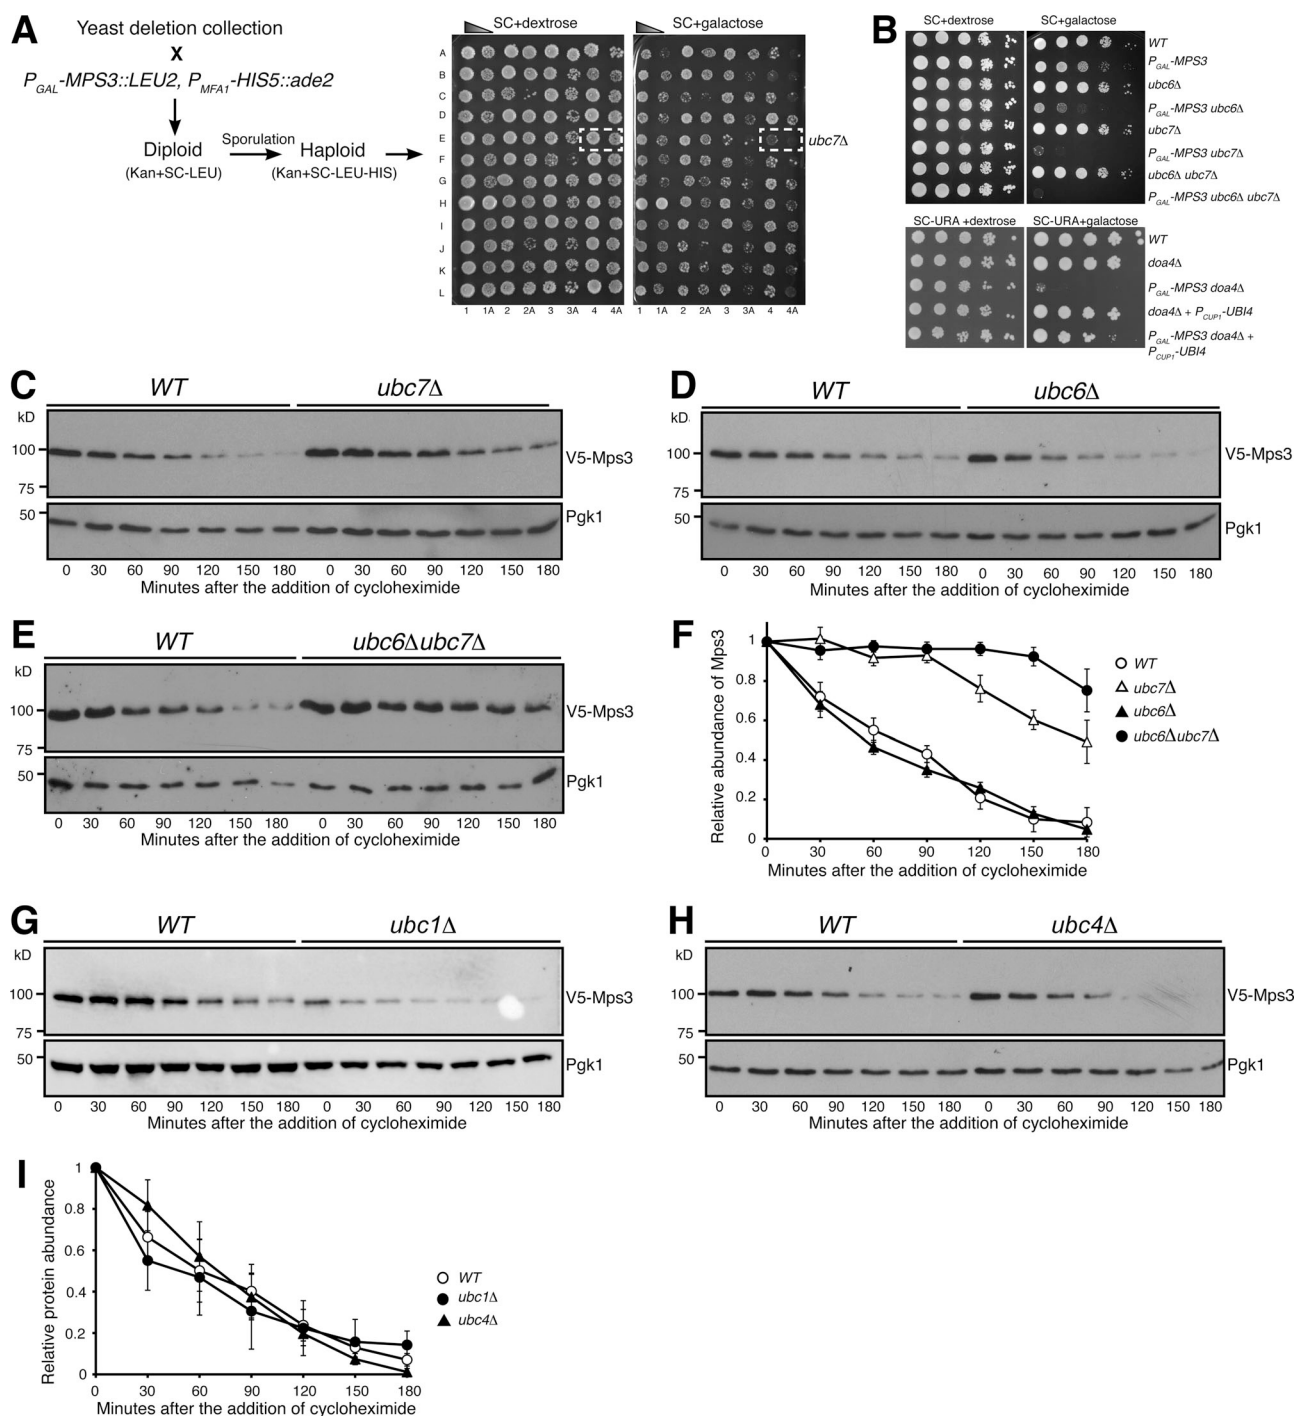 A
Yeast deletion collection
X
P_GAL-MPS3::LEU2, P_MFA1-HIS5::ade2
Diploid
(Kan+SC-LEU)
Sporulation
Haploid
(Kan+SC-LEU-HIS)
SC+dextrose
SC+galactose
A
B
C
D
E
F
G
H
I
J
K
L
ubc7Δ
1 1A 2 2A 3 3A 4 4A
1 1A 2 2A 3 3A 4 4A
B
SC+dextrose
SC+galactose
WT
P_GAL-MPS3
ubc6Δ
P_GAL-MPS3 ubc6Δ
ubc7Δ
P_GAL-MPS3 ubc7Δ
ubc6Δ ubc7Δ
P_GAL-MPS3 ubc6Δ ubc7Δ
SC-URA +dextrose
SC-URA+galactose
WT
doa4Δ
P_GAL-MPS3 doa4Δ
doa4Δ + P_CUP1-UBI4
P_GAL-MPS3 doa4Δ +
P_CUP1-UBI4
C
WT
ubc7Δ
kD
100
75
50
V5-Mps3
Pgk1
0 30 60 90 120 150 180 0 30 60 90 120 150 180
Minutes after the addition of cycloheximide
D
WT
ubc6Δ
kD
100
75
50
V5-Mps3
Pgk1
0 30 60 90 120 150 180 0 30 60 90 120 150 180
Minutes after the addition of cycloheximide
E
WT
ubc6Δubc7Δ
kD
100
75
50
V5-Mps3
Pgk1
0 30 60 90 120 150 180 0 30 60 90 120 150 180
Minutes after the addition of cycloheximide
F
Relative abundance of Mps3
1
0.8
0.6
0.4
0.2
0
0 30 60 90 120 150 180
Minutes after the addition of cycloheximide
WT
ubc7Δ
ubc6Δ
ubc6Δubc7Δ
G
WT
ubc1Δ
kD
100
75
50
V5-Mps3
Pgk1
0 30 60 90 120 150 180 0 30 60 90 120 150 180
Minutes after the addition of cycloheximide
H
WT
ubc4Δ
kD
100
75
50
V5-Mps3
Pgk1
0 30 60 90 120 150 180 0 30 60 90 120 150 180
Minutes after the addition of cycloheximide
I
Relative protein abundance
1
0.8
0.6
0.4
0.2
0
0 30 60 90 120 150 180
Minutes after the addition of cycloheximide
WT
ubc1Δ
ubc4Δ